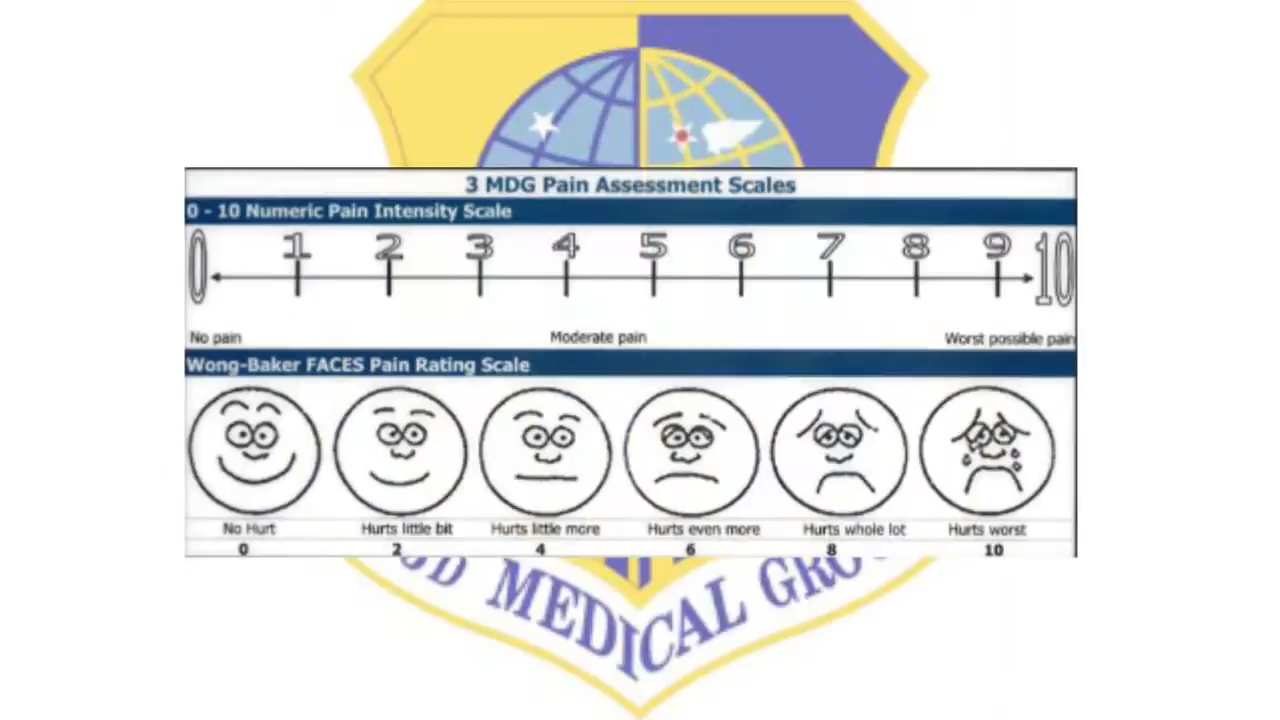 3 MDG Pain Assessment Scales
0 - 10 Numeric Pain Intensity Scale
0 1 2 3 4 5 6 7 8 9 10
No pain Moderate pain Worst possible pain
Wong-Baker FACES Pain Rating Scale
No Hurt Hurts little bit Hurts little more Hurts even more Hurts whole lot Hurts worst
0 2 4 6 8 10
MEDICAL